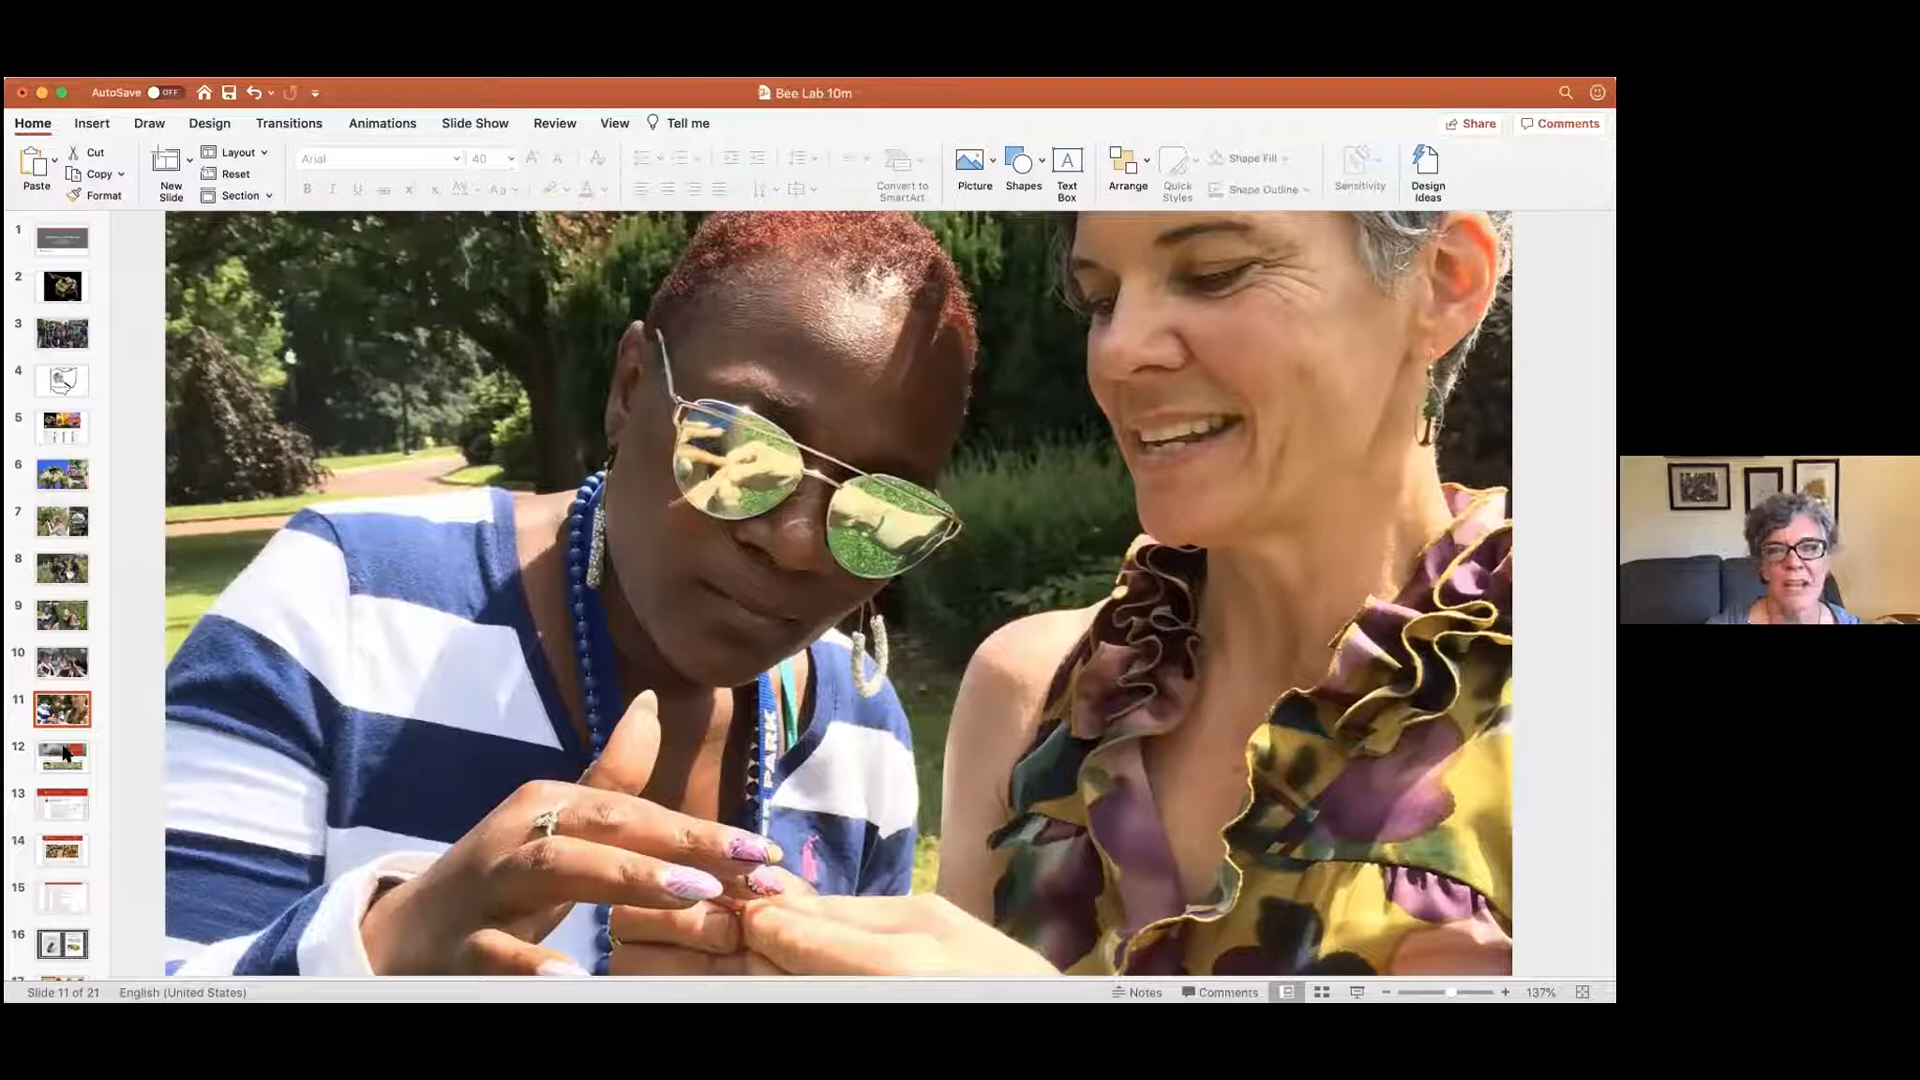 AutoSave OFF
Bee Lab 10m
Home Insert Draw Design Transitions Animations Slide Show Review View Tell me
Share Comments
Paste
Cut
Copy
Format
New Slide
Layout
Reset
Section
Arial 40
Convert to SmartArt
Picture
Shapes
Text Box
Arrange
Quick Styles
Shape Fill
Shape Outline
Sensitivity
Design Ideas
1
2
3
4
5
6
7
8
9
10
11
12
13
14
15
16
PARK
Slide 11 of 21 English (United States)
Notes Comments 137%